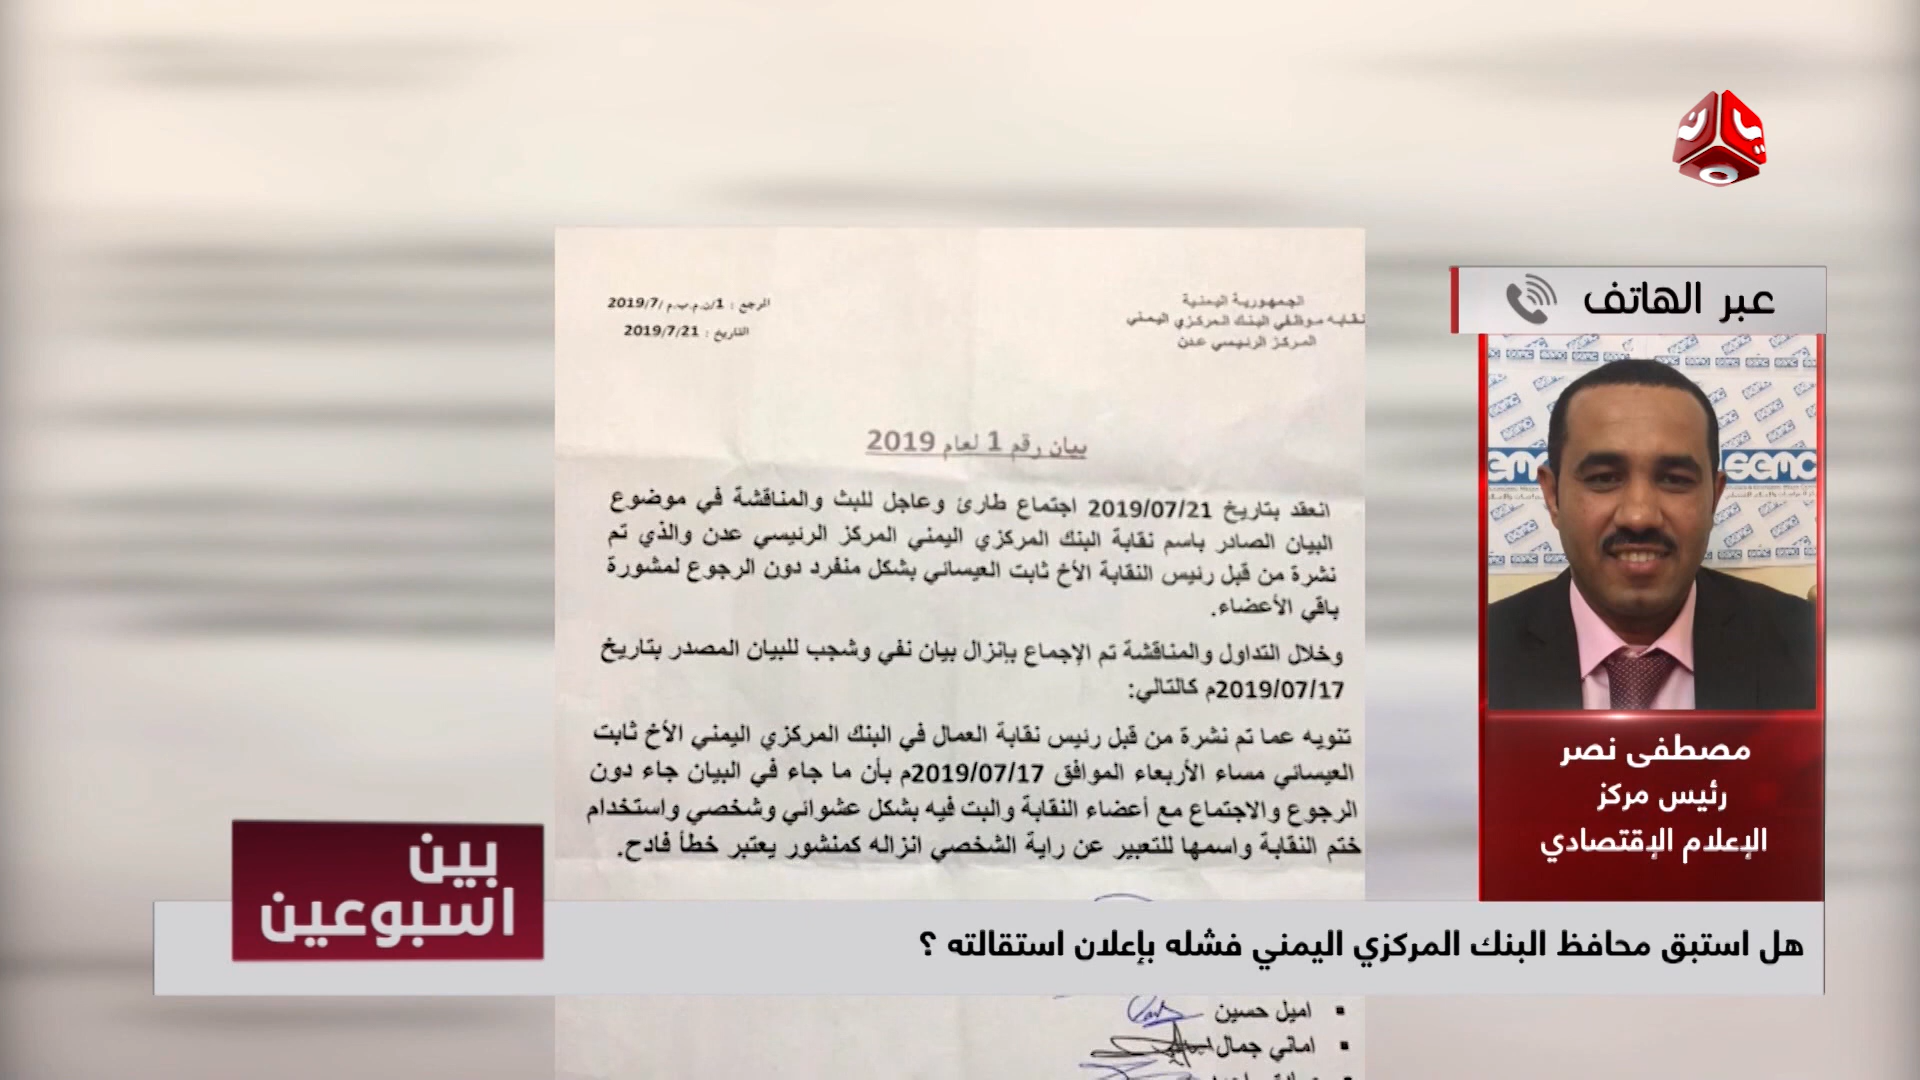 الجمهورية اليمنية
نقابه موظفي البنك المركزي اليمني
المركز الرئيسي عدن
المرجع : 1/ن.م.ب.م /2019/7
التاريخ : 2019/7/21
بيان رقم 1 لعام 2019
انعقد بتاريخ 2019/07/21 اجتماع طارئ وعاجل للبث والمناقشة في موضوع
البيان الصادر باسم نقابة البنك المركزي اليمني المركز الرئيسي عدن والذي تم
نشرة من قبل رئيس النقابة الأخ ثابت العيسائي بشكل منفرد دون الرجوع لمشورة
باقي الأعضاء.
وخلال التداول والمناقشة تم الإجماع بإنزال بيان نفي وشجب للبيان المصدر بتاريخ
2019/07/17م كالتالي:
تنويه عما تم نشرة من قبل رئيس نقابة العمال في البنك المركزي اليمني الأخ ثابت
العيسائي مساء الأربعاء الموافق 2019/07/17م بأن ما جاء في البيان جاء دون
الرجوع والاجتماع مع أعضاء النقابة والبت فيه بشكل عشوائي وشخصي واستخدام
ختم النقابة واسمها للتعبير عن راية الشخصي انزاله كمنشور يعتبر خطأ فادح.
اميل حسين
اماني جمال
عبر الهاتف
SEMC
مصطفى نصر
رئيس مركز
الإعلام الإقتصادي
بين
اسبوعين
هل استبق محافظ البنك المركزي اليمني فشله بإعلان استقالته ؟